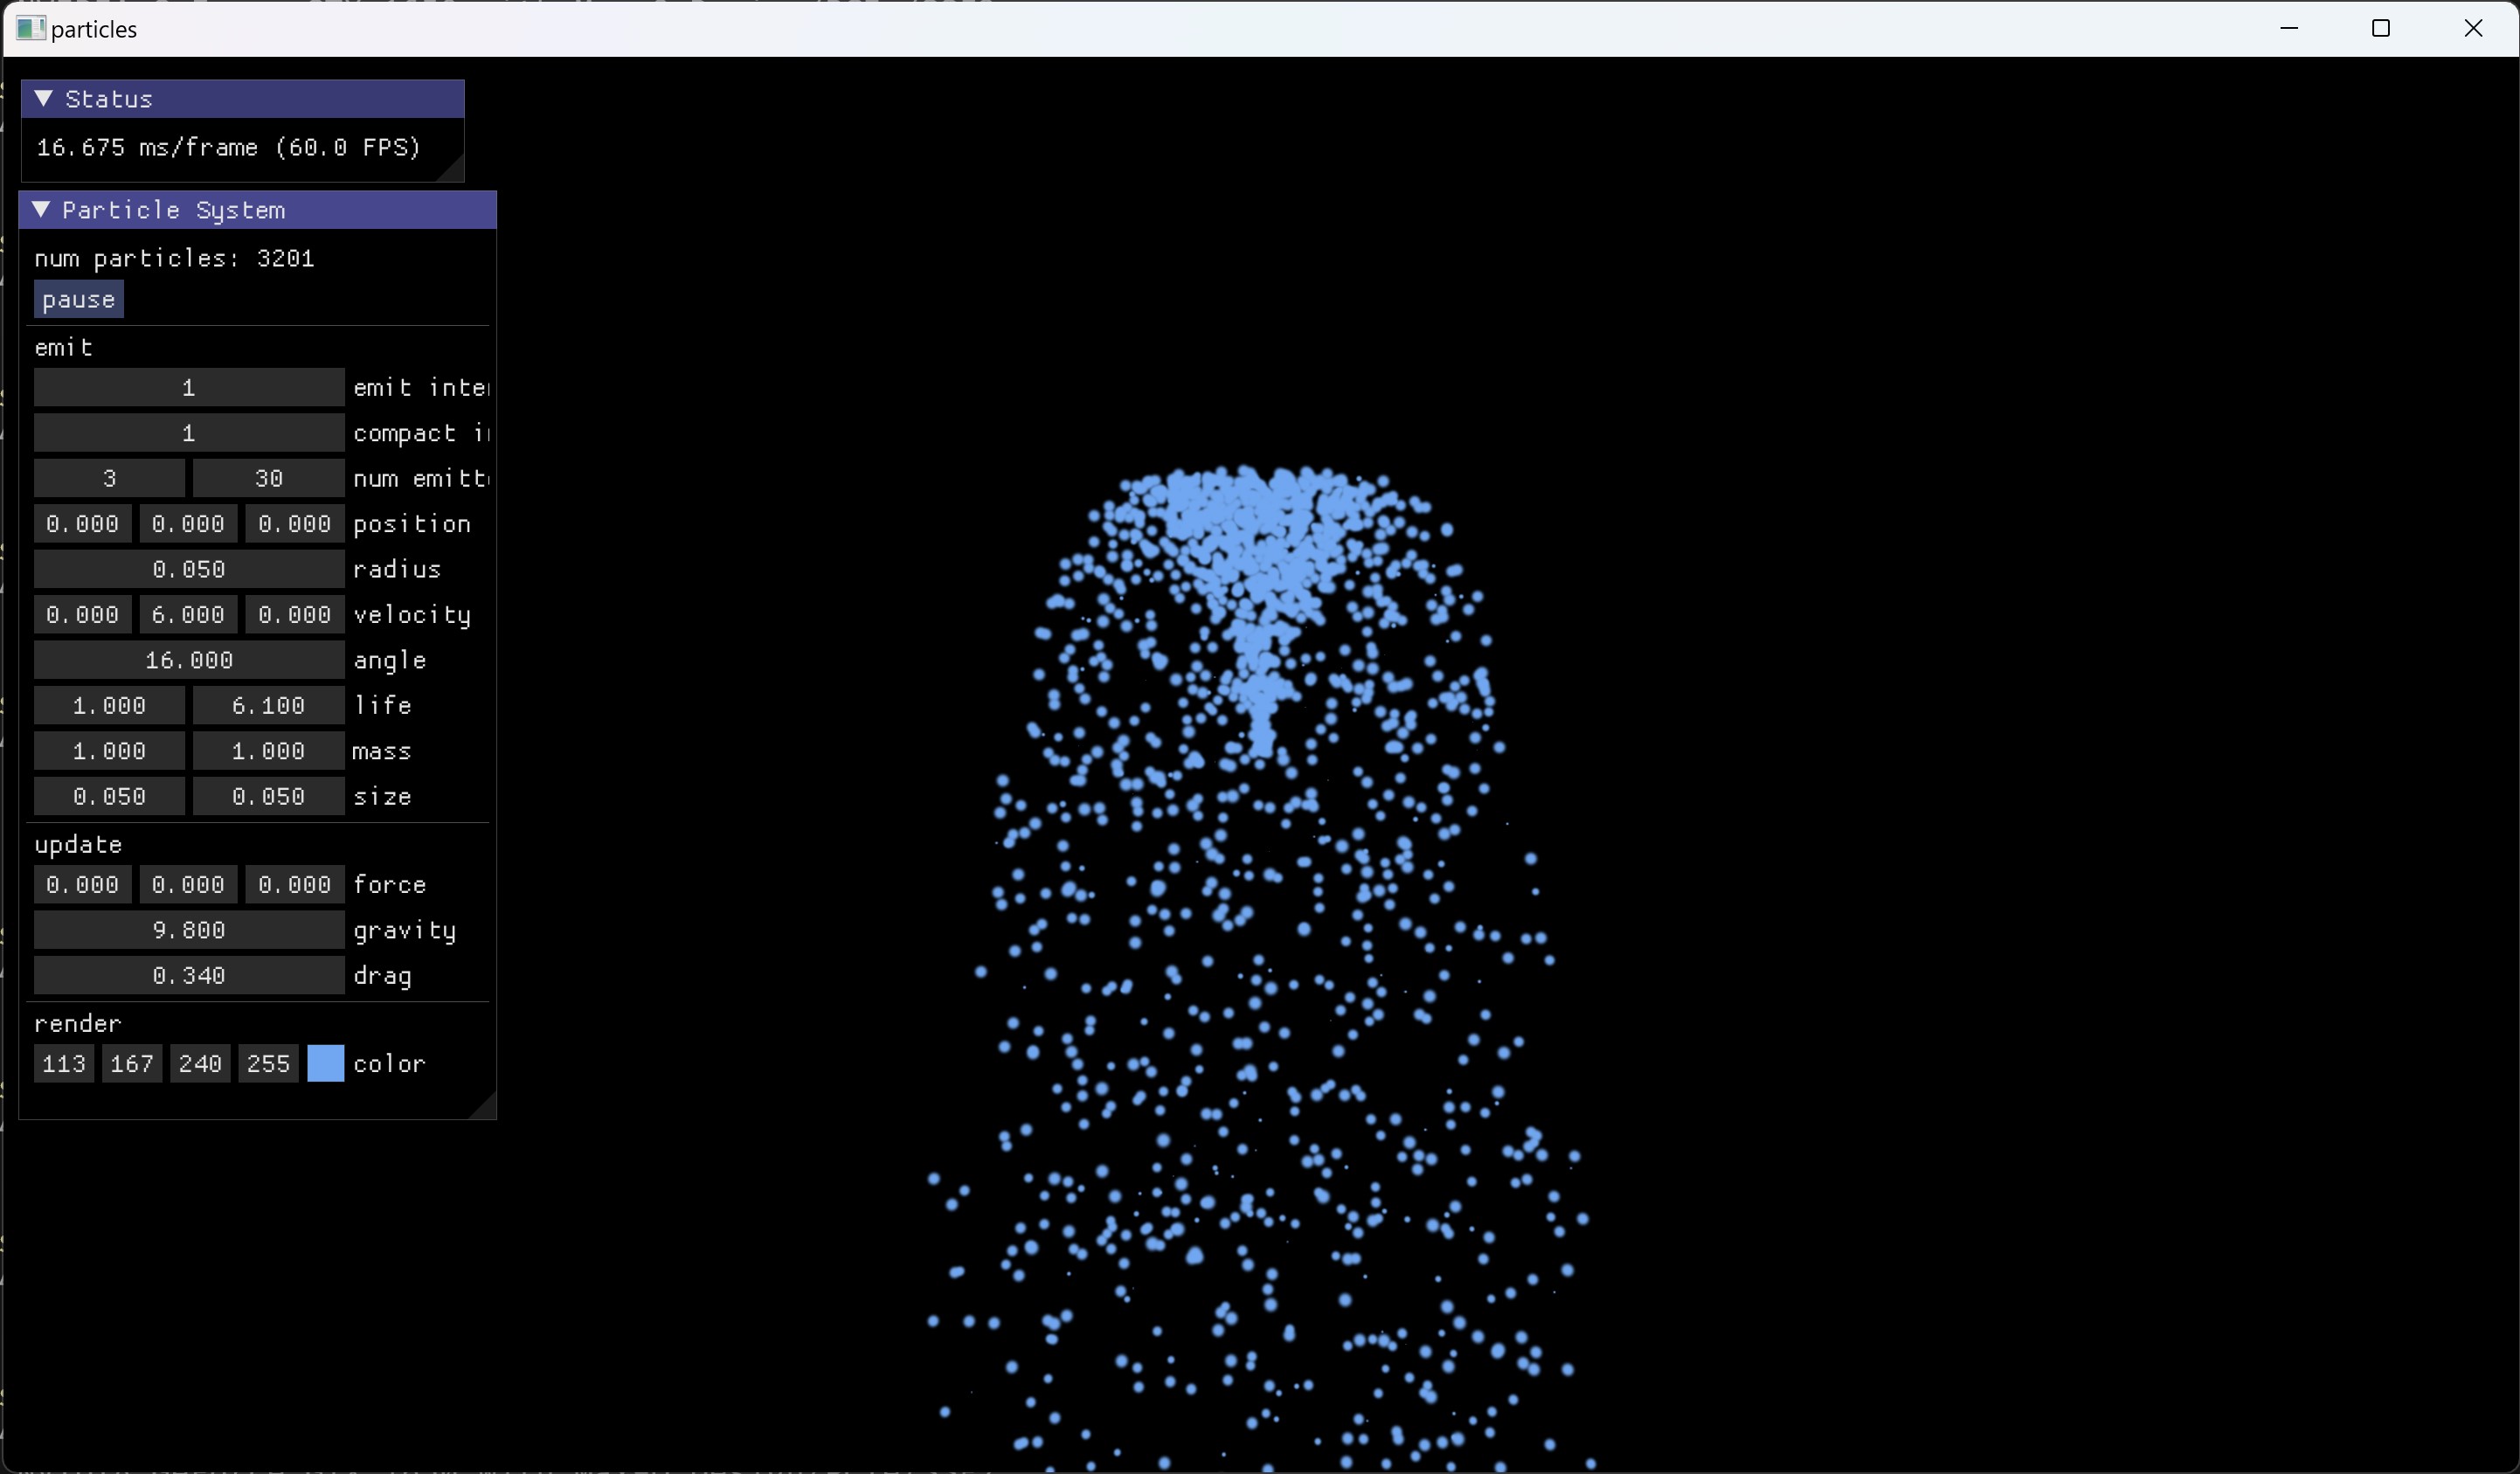 particles
Status
16.675 ms/frame (60.0 FPS)
Particle System
num particles: 3201
pause
emit
1 emit
1 compact
3 30 num
0.000 0.000 0.000 position
0.050 radius
0.000 6.000 0.000 velocity
16.000 angle
1.000 6.100 life
1.000 1.000 mass
0.050 0.050 size
update
0.000 0.000 0.000 force
9.800 gravity
0.340 drag
render
113 167 240 255 color